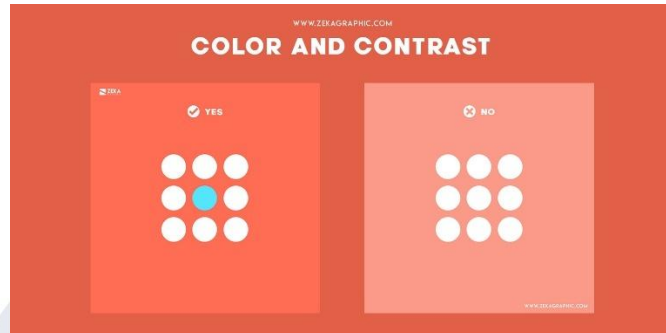 WWW.ZEKAGRAPHIC.COM
COLOR AND CONTRAST
ZEKA
YES
NO
WWW.ZEKAGRAPHIC.COM